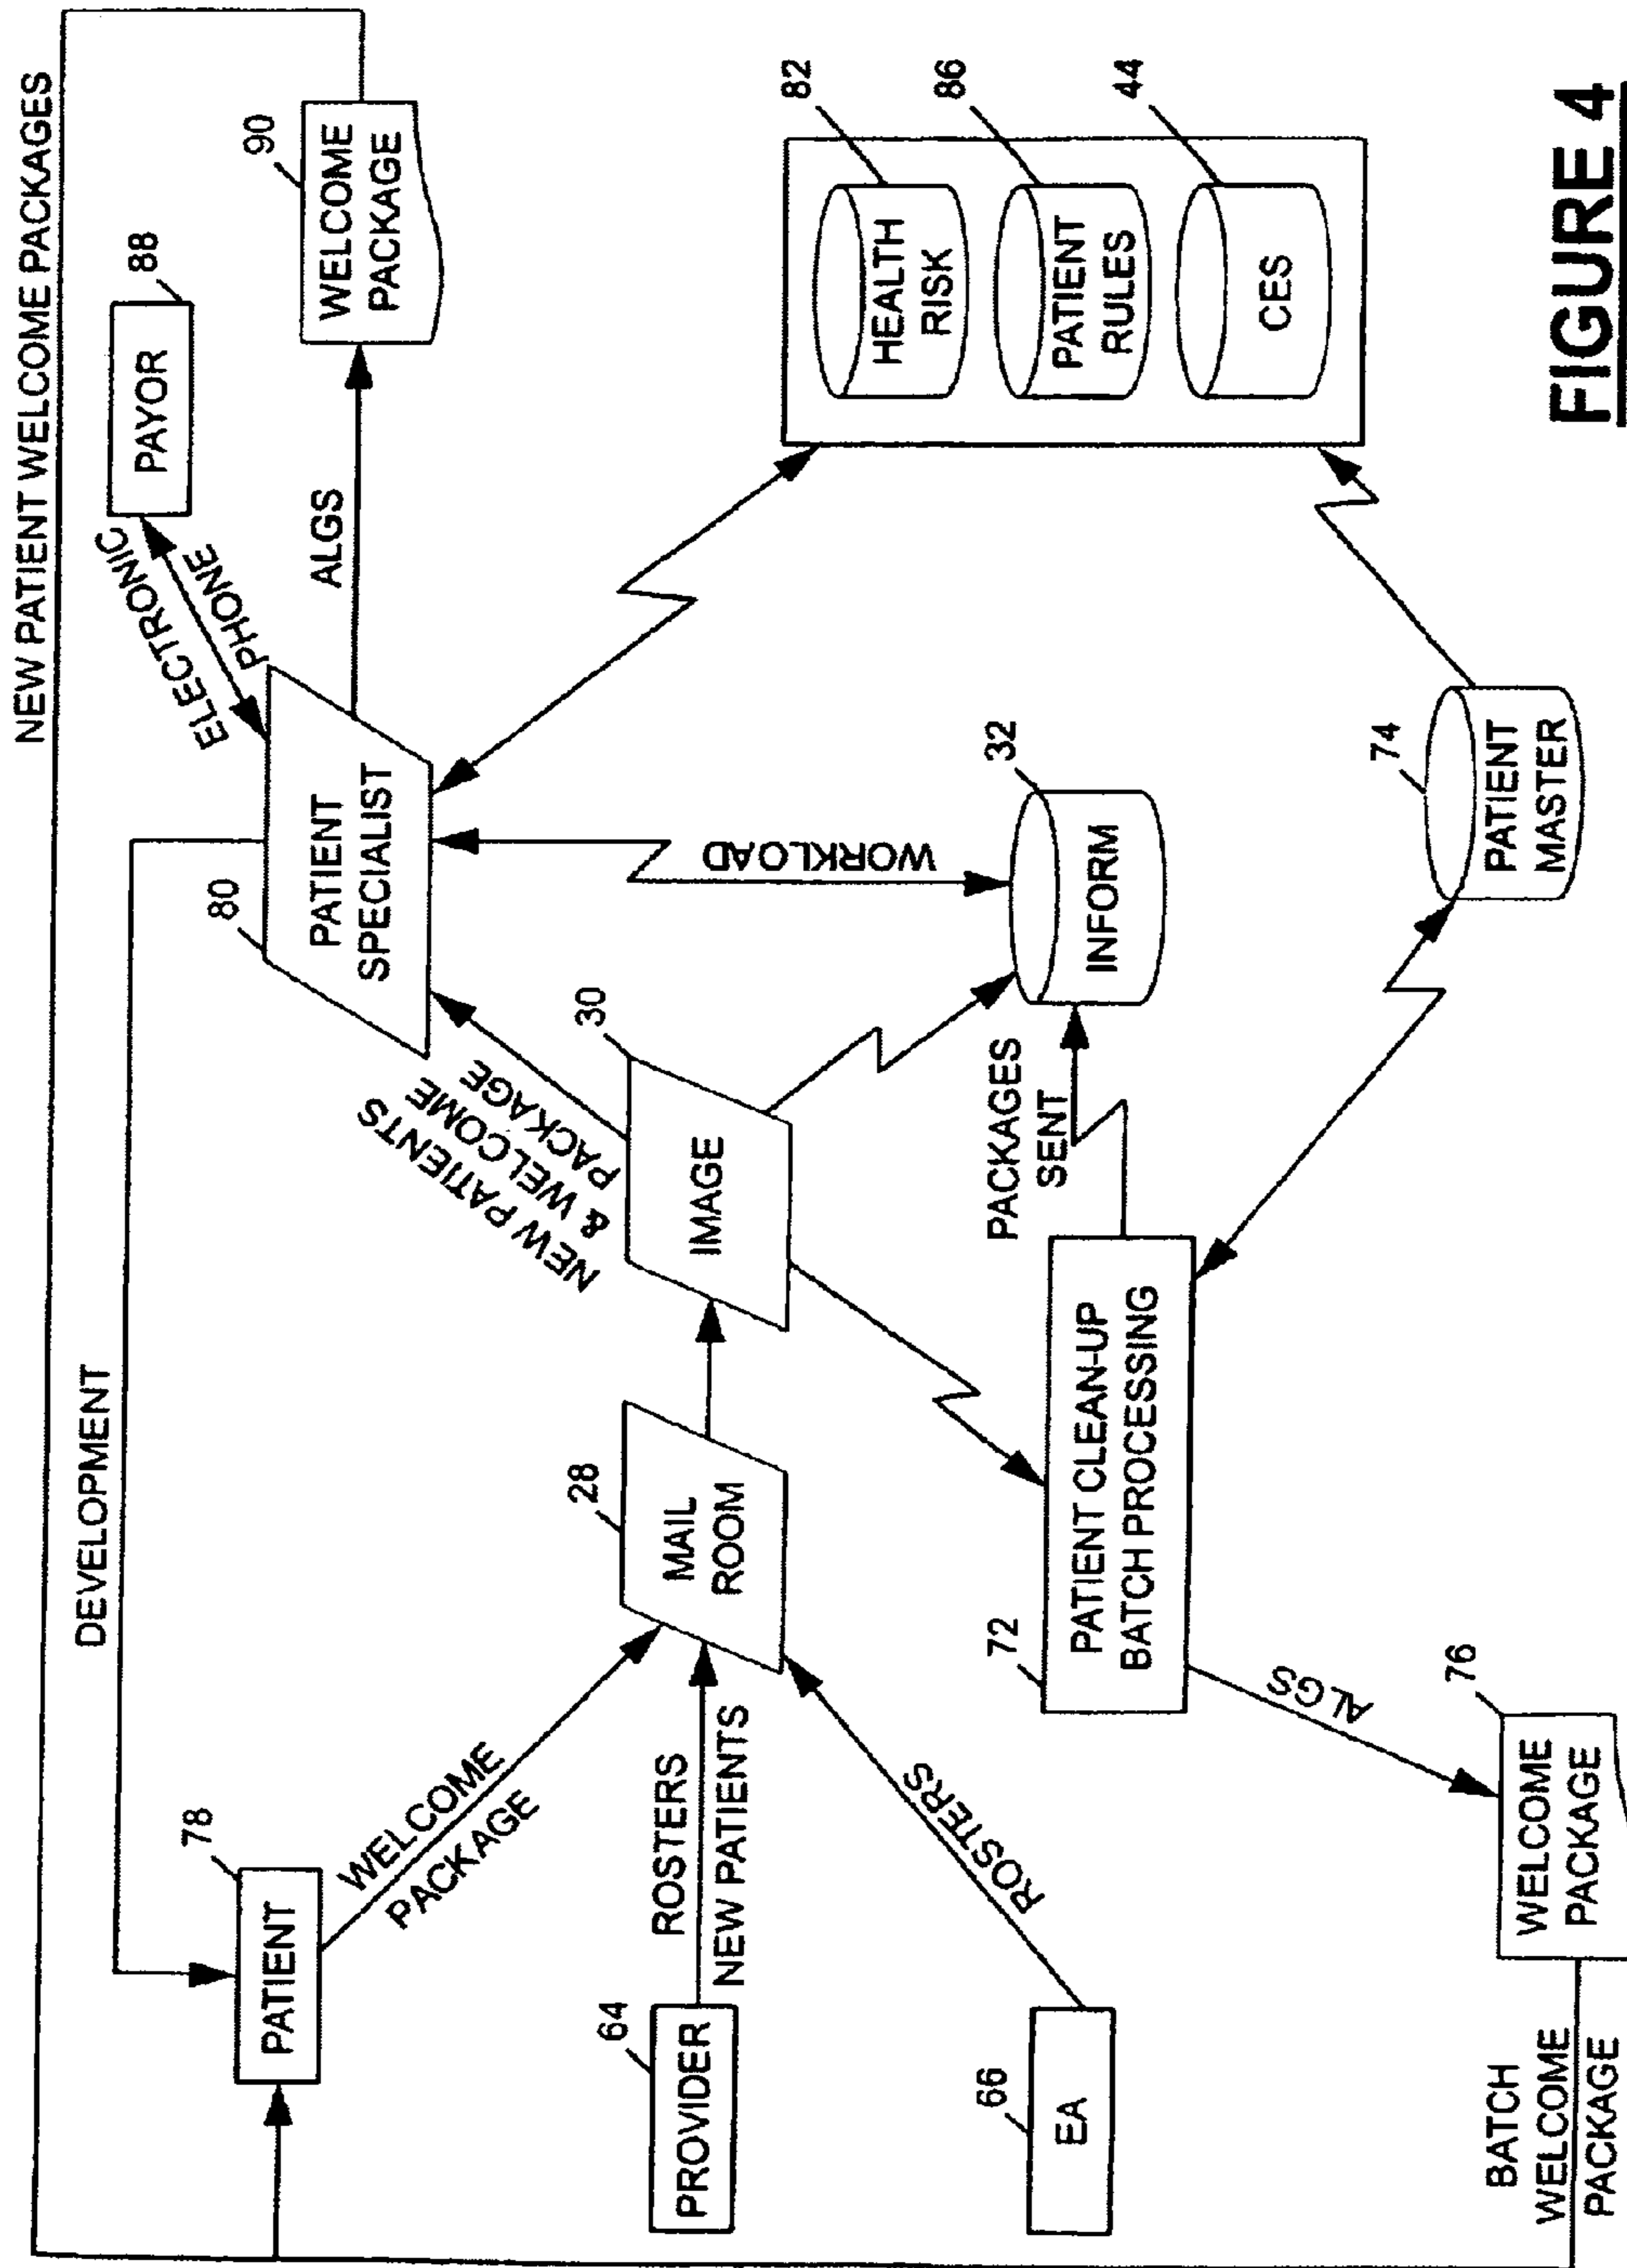 NEW PATIENT WELCOME PACKAGES
DEVELOPMENT
ELECTRONIC
PHONE
PAYOR
88
78
PATIENT
80
PATIENT
SPECIALIST
ALGS
90
WELCOME
PACKAGE
WELCOME
PACKAGE
NEW PATIENTS
& WELCOME
PACKAGE
64
PROVIDER
ROSTERS
NEW PATIENTS
28
MAIL
ROOM
30
IMAGE
WORKLOAD
82
HEALTH
RISK
86
PATIENT
RULES
44
CES
66
EA
ROSTERS
72
PATIENT CLEAN-UP
BATCH PROCESSING
PACKAGES
SENT
32
INFORM
ALGS
76
WELCOME
PACKAGE
BATCH
WELCOME
PACKAGE
74
PATIENT
MASTER
FIGURE 4